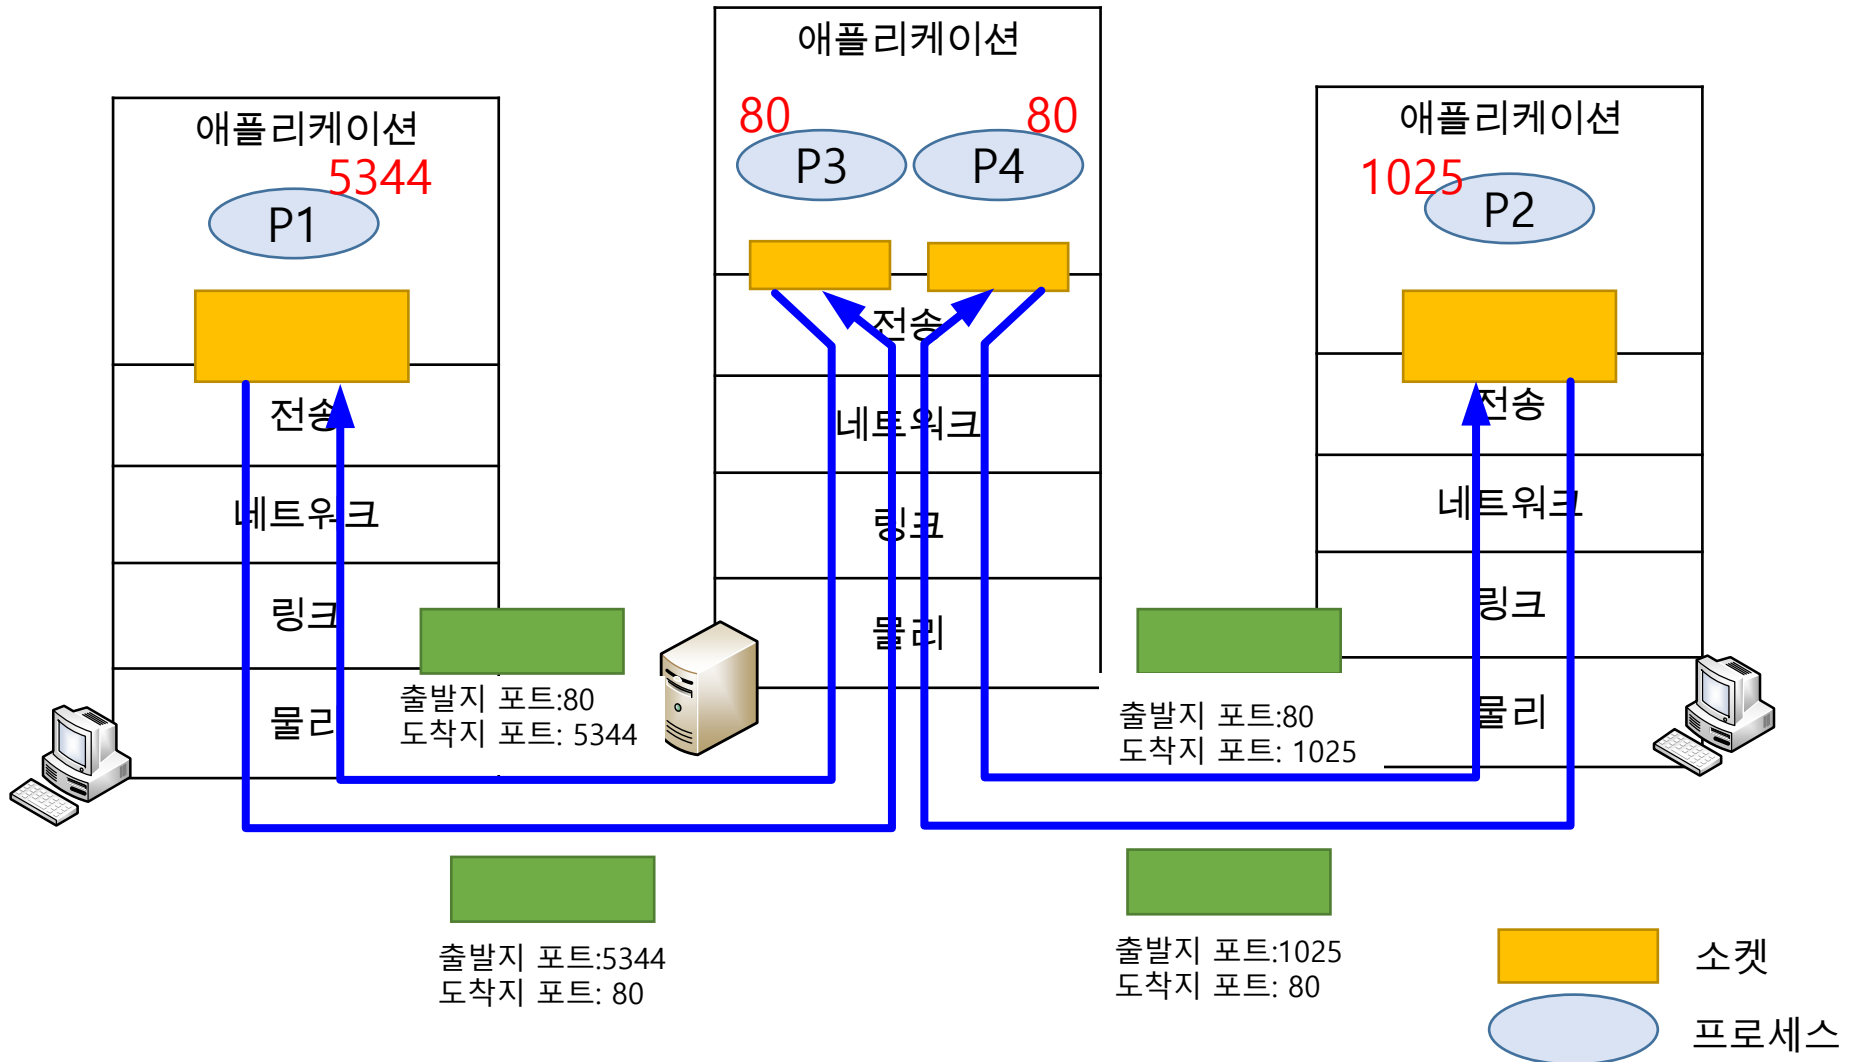 애플리케이션
5344
P1
전송
네트워크
링크
물리
애플리케이션
80
80
P3
P4
전송
네트워크
링크
물리
애플리케이션
1025
P2
전송
네트워크
링크
물리
출발지 포트:80
도착지 포트: 5344
출발지 포트:80
도착지 포트: 1025
출발지 포트:5344
도착지 포트: 80
출발지 포트:1025
도착지 포트: 80
소켓
프로세스